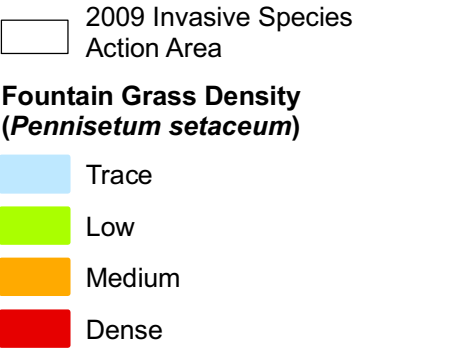 2009 Invasive Species
Action Area
Fountain Grass Density
(Pennisetum setaceum)
Trace
Low
Medium
Dense